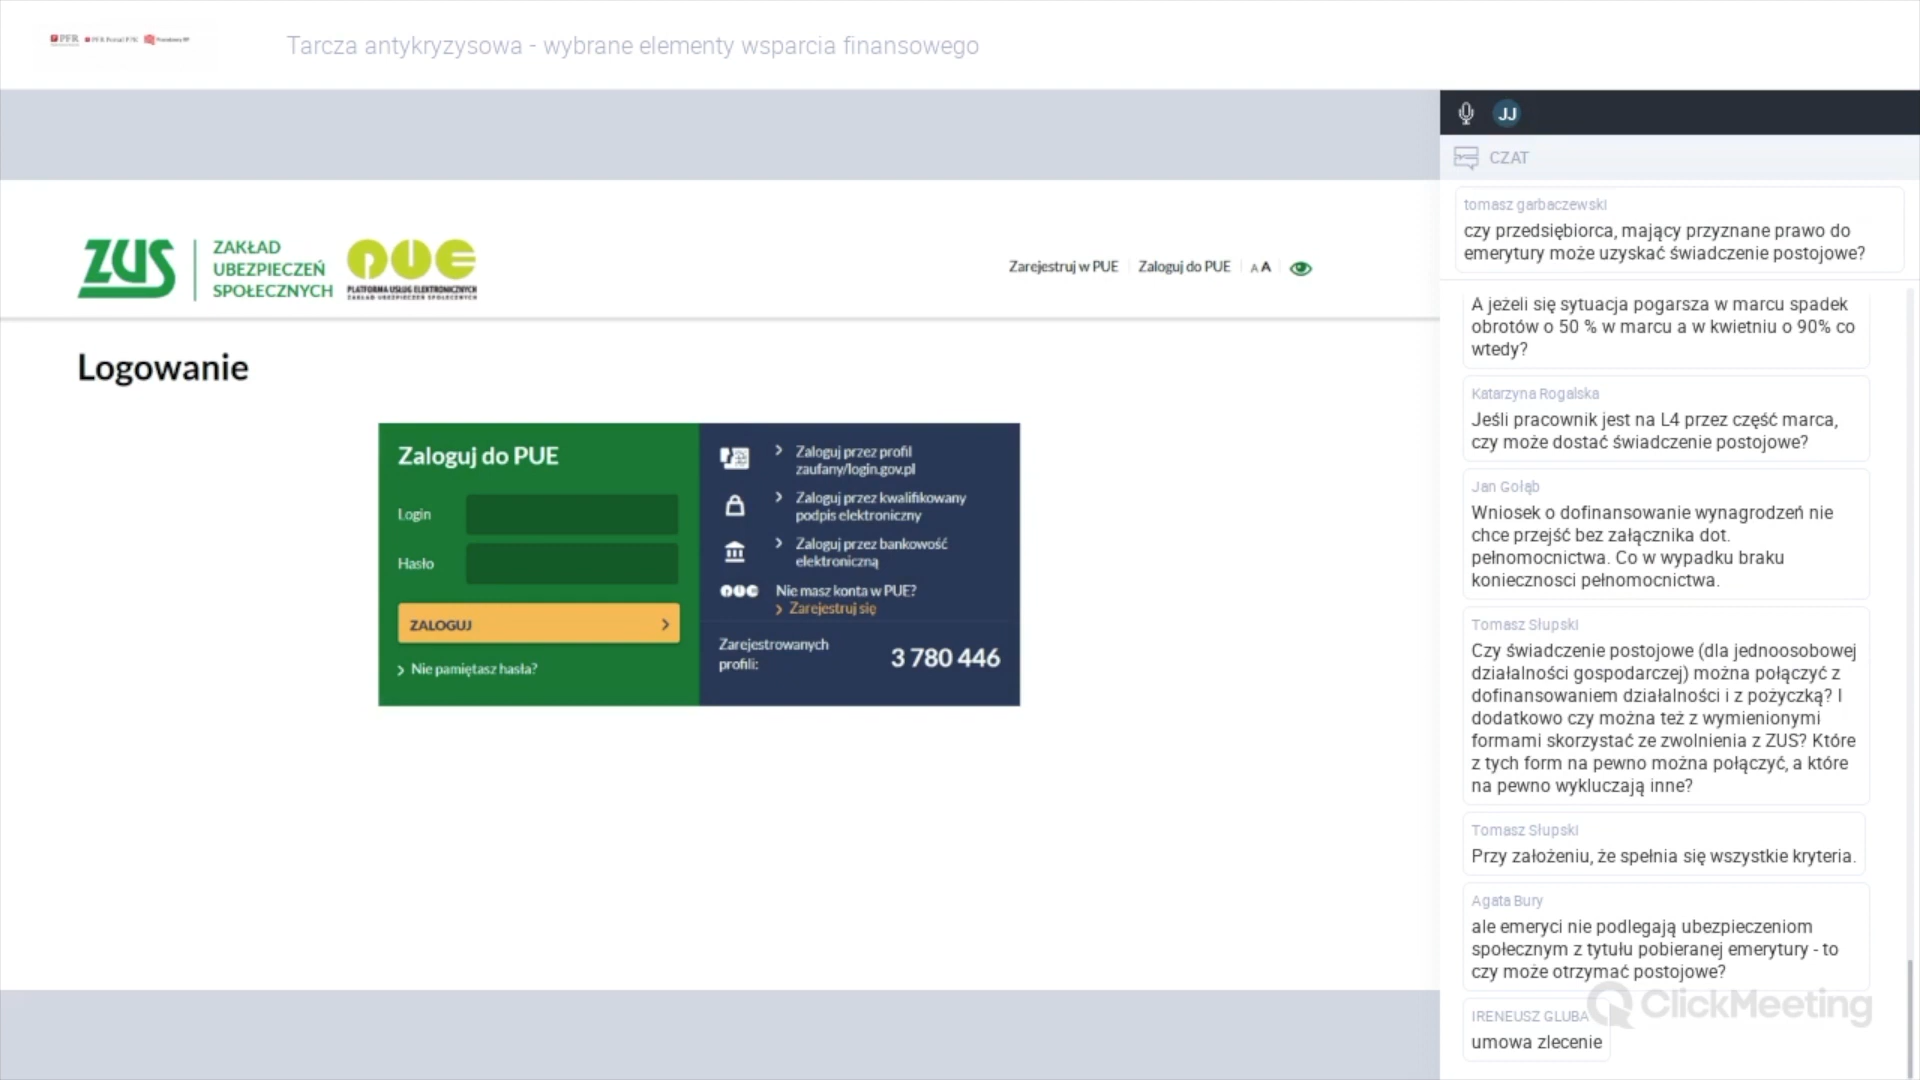 PFR
Tarcza antykryzysowa - wybrane elementy wsparcia finansowego
JJ
CZAT
tomasz garbaczewski
czy przedsiębiorca, mający przyznane prawo do
emerytury może uzyskać świadczenie postojowe?
A jeżeli się sytuacja pogarsza w marcu spadek
obrotów o 50 % w marcu a w kwietniu o 90% co
wtedy?
Katarzyna Rogalska
Jeśli pracownik jest na L4 przez część marca,
czy może dostać świadczenie postojowe?
Jan Gołąb
Wniosek o dofinansowanie wynagrodzeń nie
chce przejść bez załącznika dot.
pełnomocnictwa. Co w wypadku braku
koniecznosci pełnomocnictwa.
Tomasz Słupski
Czy świadczenie postojowe (dla jednoosobowej
działalności gospodarczej) można połączyć z
dofinansowaniem działalności i z pożyczką? I
dodatkowo czy można też z wymienionymi
formami skorzystać ze zwolnienia z ZUS? Które
z tych form na pewno można połączyć, a które
na pewno wykluczają inne?
Tomasz Słupski
Przy założeniu, że spełnia się wszystkie kryteria.
Agata Bury
ale emeryci nie podlegają ubezpieczeniom
społecznym z tytułu pobieranej emerytury - to
czy może otrzymać postojowe?
IRENEUSZ GLUBA
umowa zlecenie
ClickMeeting
ZUS
ZAKŁAD
UBEZPIECZEŃ
SPOŁECZNYCH
PUE
PLATFORMA USŁUG ELEKTRONICZNYCH
ZAKŁAD UBEZPIECZEŃ SPOŁECZNYCH
Zarejestruj w PUE
Zaloguj do PUE
A A
Logowanie
Zaloguj do PUE
Login
Hasło
ZALOGUJ
Nie pamiętasz hasła?
Zaloguj przez profil
zaufany/login.gov.pl
Zaloguj przez kwalifikowany
podpis elektroniczny
Zaloguj przez bankowość
elektroniczną
PUE
Nie masz konta w PUE?
Zarejestruj się
Zarejestrowanych
profili:
3 780 446